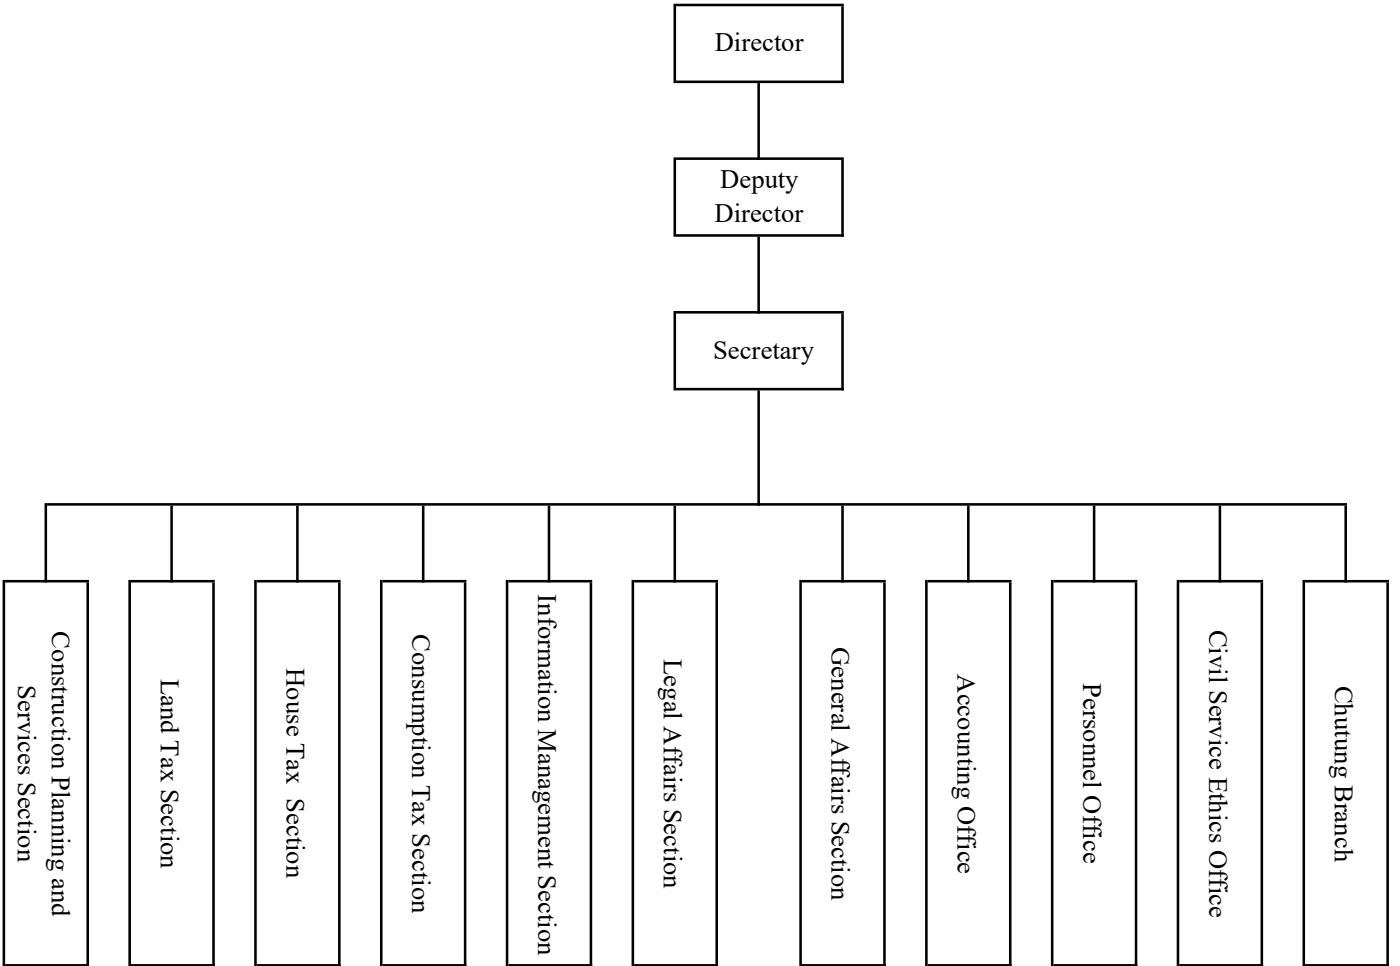 Director
Deputy
Director
Secretary
Construction Planning and
Services Section
Land Tax Section
House Tax  Section
Consumption Tax Section
Information Management Section
Legal Affairs Section
General Affairs Section
Accounting Office
Personnel Office
Civil Service Ethics Office
Chutung Branch